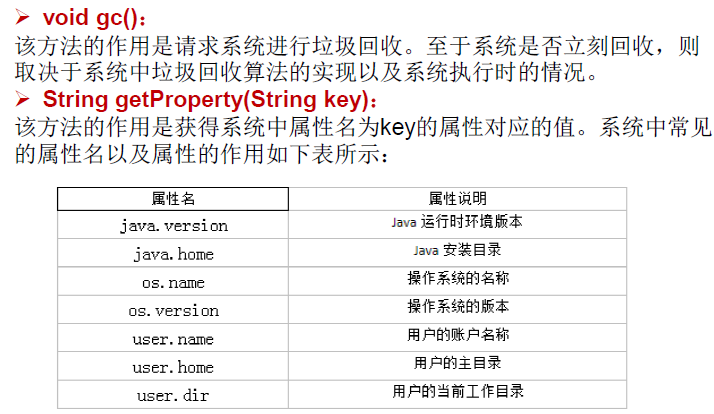 ➢ void gc()：
该方法的作用是请求系统进行垃圾回收。至于系统是否立刻回收，则
取决于系统中垃圾回收算法的实现以及系统执行时的情况。
➢ String getProperty(String key)：
该方法的作用是获得系统中属性名为key的属性对应的值。系统中常见
的属性名以及属性的作用如下表所示：
属性名 属性说明
java.version Java 运行时环境版本
java.home Java 安装目录
os.name 操作系统的名称
os.version 操作系统的版本
user.name 用户的账户名称
user.home 用户的主目录
user.dir 用户的当前工作目录